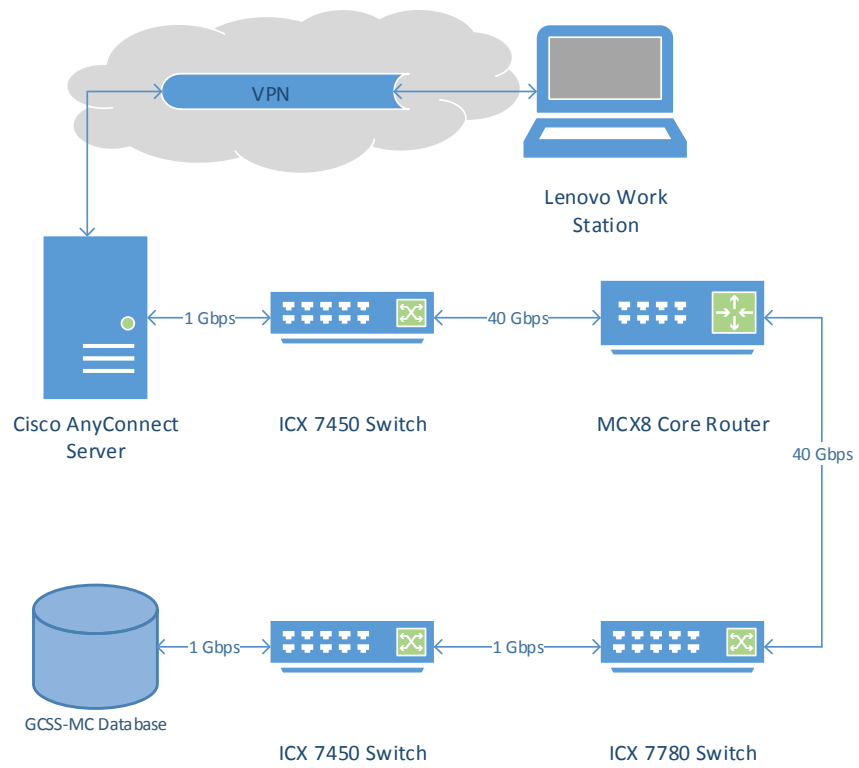 VPN
Lenovo Work
Station
1 Gbps
40 Gbps
Cisco AnyConnect
Server
ICX 7450 Switch
MCX8 Core Router
40 Gbps
1 Gbps
1 Gbps
GCSS-MC Database
ICX 7450 Switch
ICX 7780 Switch